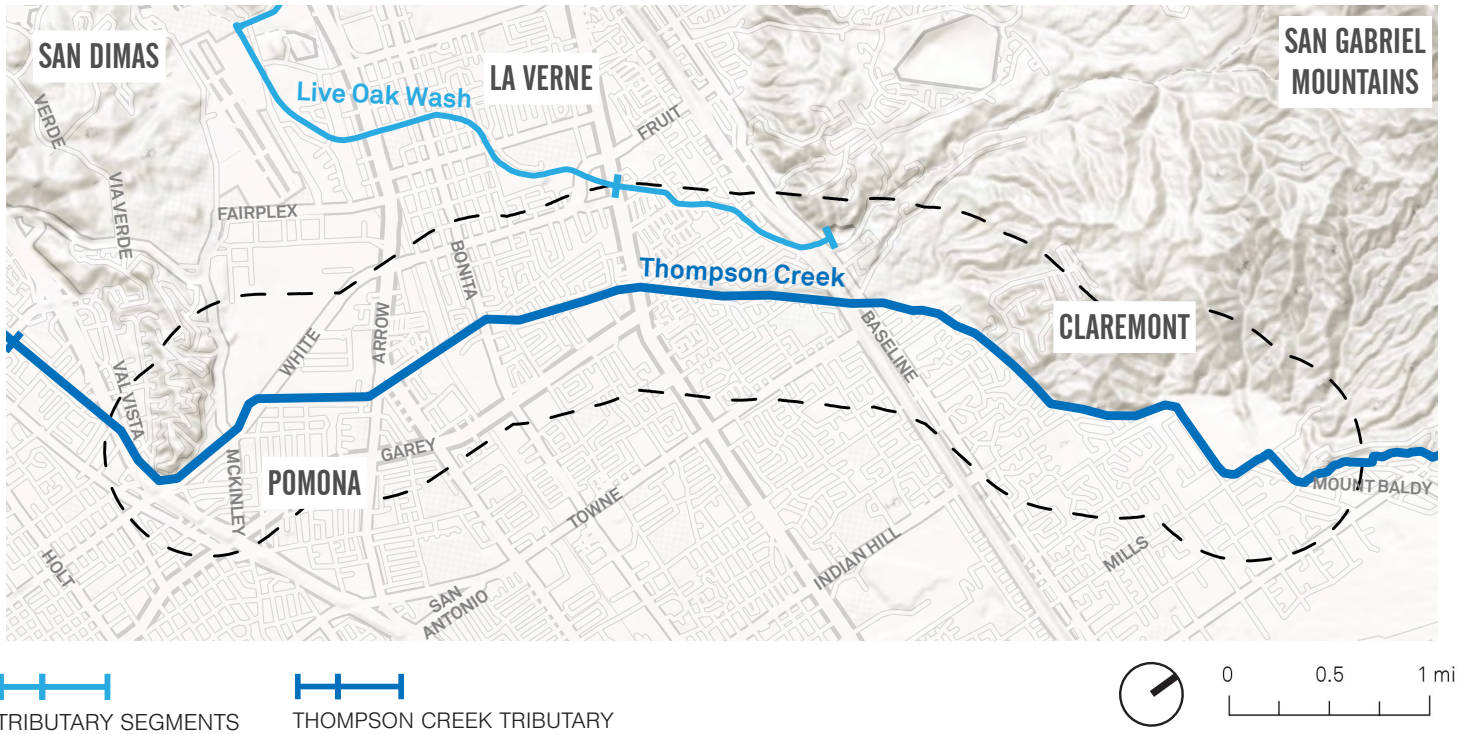 SAN DIMAS
LA VERNE
SAN GABRIEL
MOUNTAINS
Live Oak Wash
VERDE
FRUIT
VIA VERDE
FAIRPLEX
BONITA
Thompson Creek
ARROW
WHITE
BASELINE
CLAREMONT
VAL VISTA
GAREY
MCKINLEY
POMONA
MOUNT BALDY
TOWNE
HOLT
INDIAN HILL
MILLS
SAN
ANTONIO
0 0.5 1 mi
TRIBUTARY SEGMENTS
THOMPSON CREEK TRIBUTARY